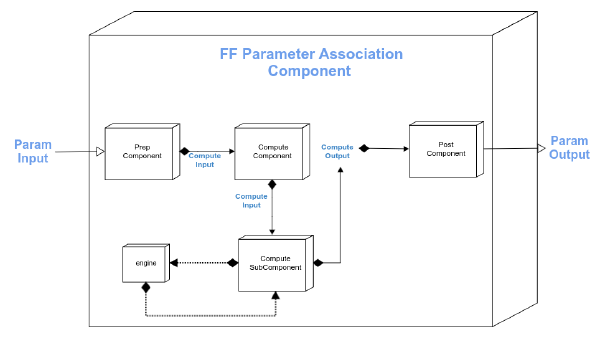 FF Parameter Association
Component
Param
Input
Prep
Component
Compute
Input
Compute
Component
Compute
Output
Post
Component
Param
Output
Compute
Input
engine
Compute
SubComponent